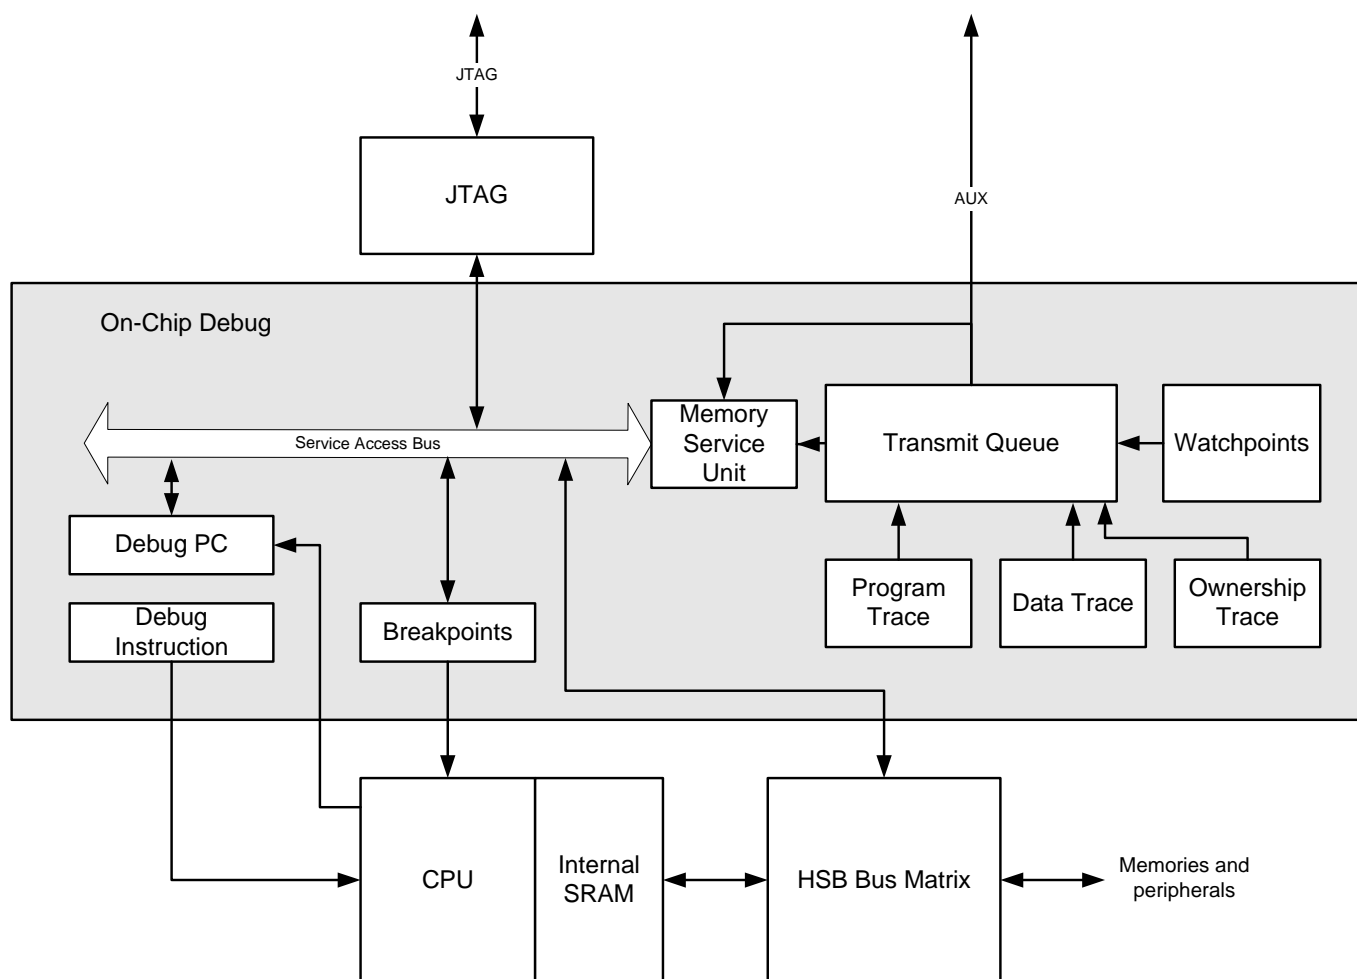 JTAG
JTAG
AUX
On-Chip Debug
Service Access Bus
Memory
Service
Unit
Transmit Queue
Watchpoints
Debug PC
Debug
Instruction
Breakpoints
Program
Trace
Data Trace
Ownership
Trace
CPU
Internal
SRAM
HSB Bus Matrix
Memories and
peripherals